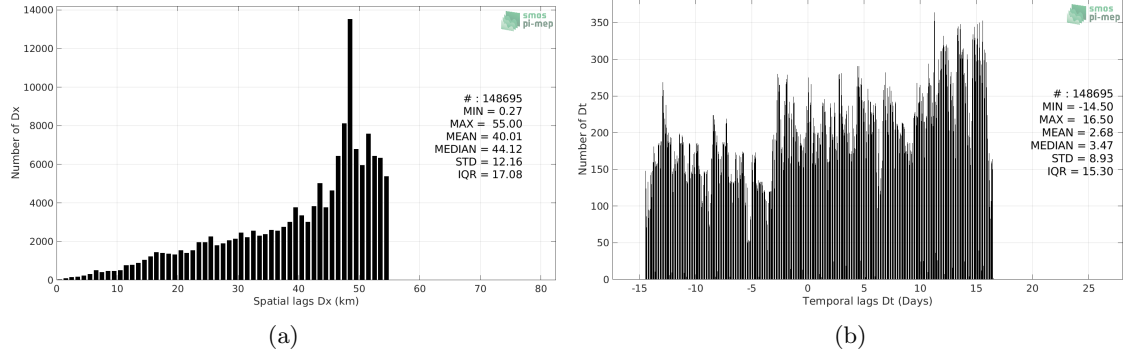 smos
pi-mep
14000
12000
10000
8000
6000
4000
2000
0
Number of Dx
# : 148695
MIN = 0.27
MAX = 55.00
MEAN = 40.01
MEDIAN = 44.12
STD = 12.16
IQR = 17.08
0 10 20 30 40 50 60 70 80
Spatial lags Dx (km)
(a)
smos
pi-mep
350
300
250
200
150
100
50
0
Number of Dt
# : 148695
MIN = -14.50
MAX = 16.50
MEAN = 2.68
MEDIAN = 3.47
STD = 8.93
IQR = 15.30
-15 -10 -5 0 5 10 15 20 25
Temporal lags Dt (Days)
(b)